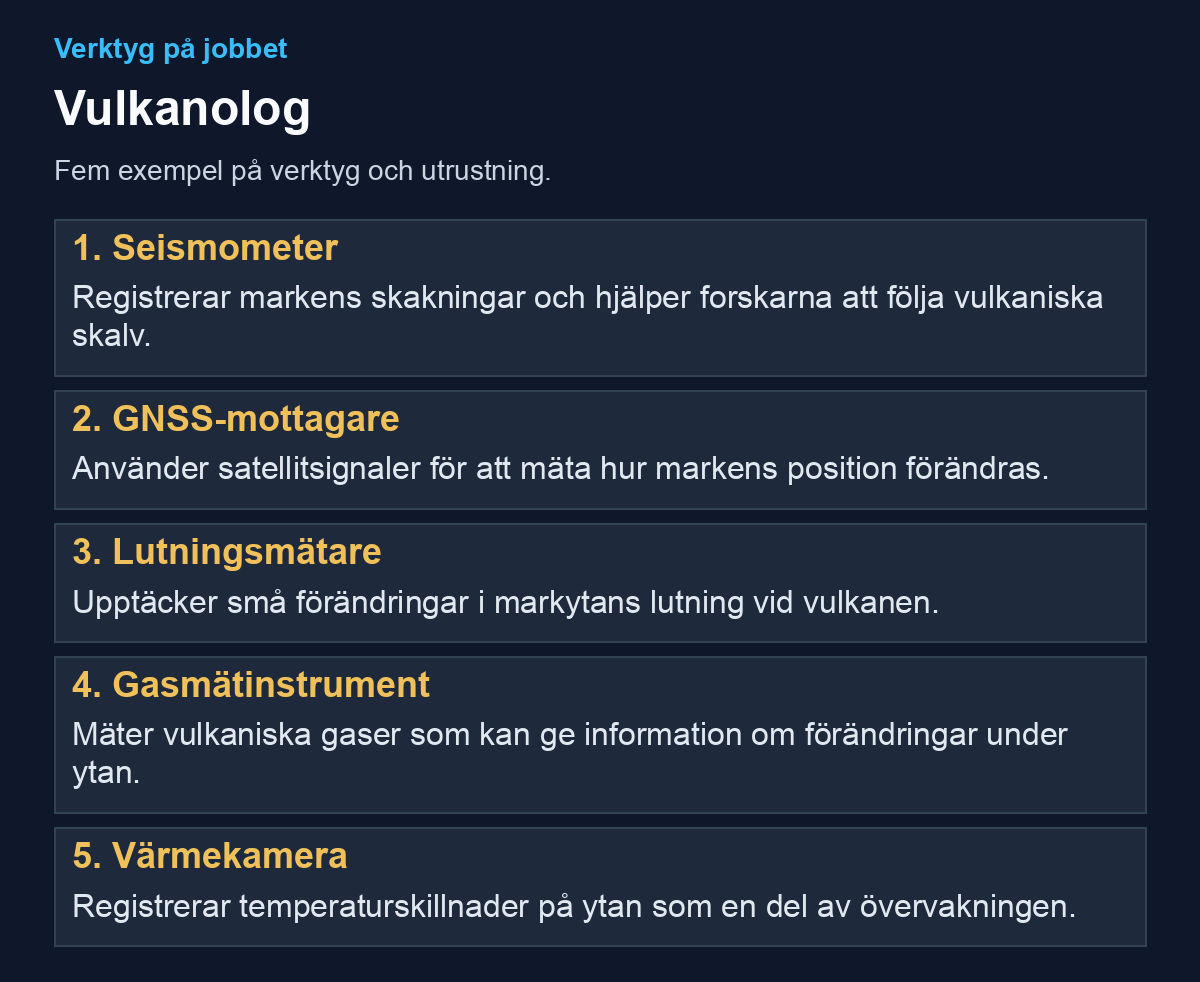 Verktyg på jobbet
Vulkanolog
Fem exempel på verktyg och utrustning.
1. Seismometer
Registrerar markens skakningar och hjälper forskarna att följa vulkaniska
skalv.
2. GNSS-mottagare
Använder satellitsignaler för att mäta hur markens position förändras.
3. Lutningsmätare
Upptäcker små förändringar i markytans lutning vid vulkanen.
4. Gasmätinstrument
Mäter vulkaniska gaser som kan ge information om förändringar under
ytan.
5. Värmekamera
Registrerar temperaturskillnader på ytan som en del av övervakningen.